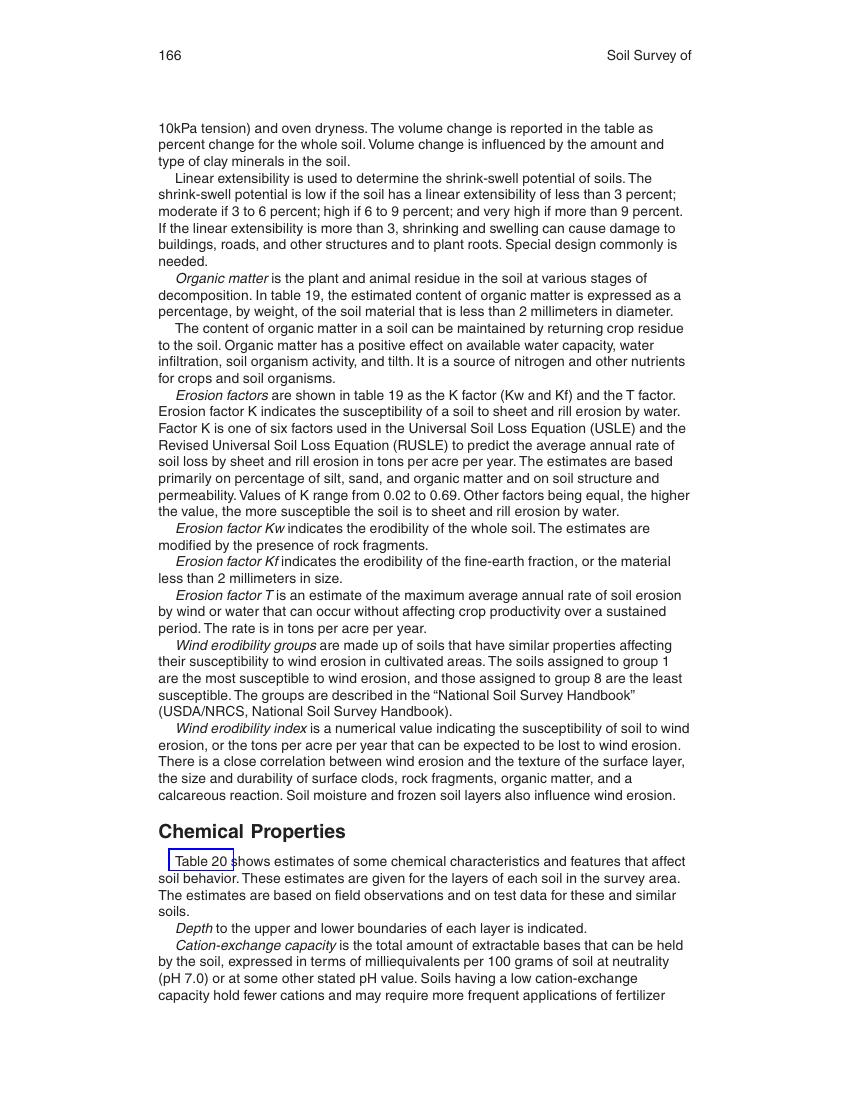 166
Soil Survey of
10kPa tension) and oven dryness. The volume change is reported in the table as
percent change for the whole soil. Volume change is influenced by the amount and
type of clay minerals in the soil.
Linear extensibility is used to determine the shrink-swell potential of soils. The
shrink-swell potential is low if the soil has a linear extensibility of less than 3 percent;
moderate if 3 to 6 percent; high if 6 to 9 percent; and very high if more than 9 percent.
If the linear extensibility is more than 3, shrinking and swelling can cause damage to
buildings, roads, and other structures and to plant roots. Special design commonly is
needed.
Organic matter is the plant and animal residue in the soil at various stages of
decomposition. In table 19, the estimated content of organic matter is expressed as a
percentage, by weight, of the soil material that is less than 2 millimeters in diameter.
The content of organic matter in a soil can be maintained by returning crop residue
to the soil. Organic matter has a positive effect on available water capacity, water
infiltration, soil organism activity, and tilth. It is a source of nitrogen and other nutrients
for crops and soil organisms.
Erosion factors are shown in table 19 as the K factor (Kw and Kf) and the T factor.
Erosion factor K indicates the susceptibility of a soil to sheet and rill erosion by water.
Factor K is one of six factors used in the Universal Soil Loss Equation (USLE) and the
Revised Universal Soil Loss Equation (RUSLE) to predict the average annual rate of
soil loss by sheet and rill erosion in tons per acre per year. The estimates are based
primarily on percentage of silt, sand, and organic matter and on soil structure and
permeability. Values of K range from 0.02 to 0.69. Other factors being equal, the higher
the value, the more susceptible the soil is to sheet and rill erosion by water.
Erosion factor Kw indicates the erodibility of the whole soil. The estimates are
modified by the presence of rock fragments.
Erosion factor Kf indicates the erodibility of the fine-earth fraction, or the material
less than 2 millimeters in size.
Erosion factor T is an estimate of the maximum average annual rate of soil erosion
by wind or water that can occur without affecting crop productivity over a sustained
period. The rate is in tons per acre per year.
Wind erodibility groups are made up of soils that have similar properties affecting
their susceptibility to wind erosion in cultivated areas. The soils assigned to group 1
are the most susceptible to wind erosion, and those assigned to group 8 are the least
susceptible. The groups are described in the “National Soil Survey Handbook”
(USDA/NRCS, National Soil Survey Handbook).
Wind erodibility index is a numerical value indicating the susceptibility of soil to wind
erosion, or the tons per acre per year that can be expected to be lost to wind erosion.
There is a close correlation between wind erosion and the texture of the surface layer,
the size and durability of surface clods, rock fragments, organic matter, and a
calcareous reaction. Soil moisture and frozen soil layers also influence wind erosion.
Chemical Properties
Table 20 shows estimates of some chemical characteristics and features that affect
soil behavior. These estimates are given for the layers of each soil in the survey area.
The estimates are based on field observations and on test data for these and similar
soils.
Depth to the upper and lower boundaries of each layer is indicated.
Cation-exchange capacity is the total amount of extractable bases that can be held
by the soil, expressed in terms of milliequivalents per 100 grams of soil at neutrality
(pH 7.0) or at some other stated pH value. Soils having a low cation-exchange
capacity hold fewer cations and may require more frequent applications of fertilizer